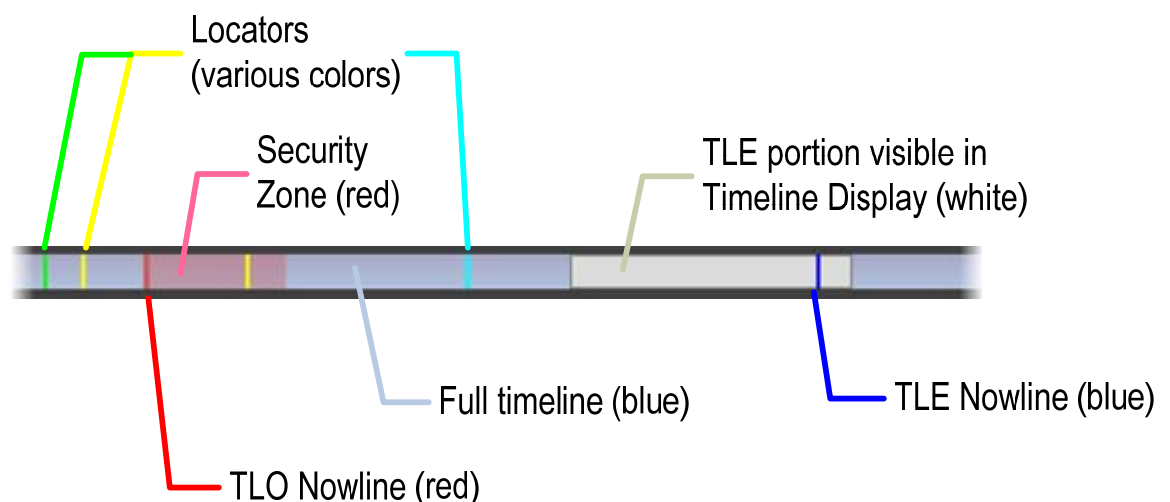 Locators
(various colors)
Security
Zone (red)
TLE portion visible in
Timeline Display (white)
Full timeline (blue)
TLE Nowline (blue)
TLO Nowline (red)